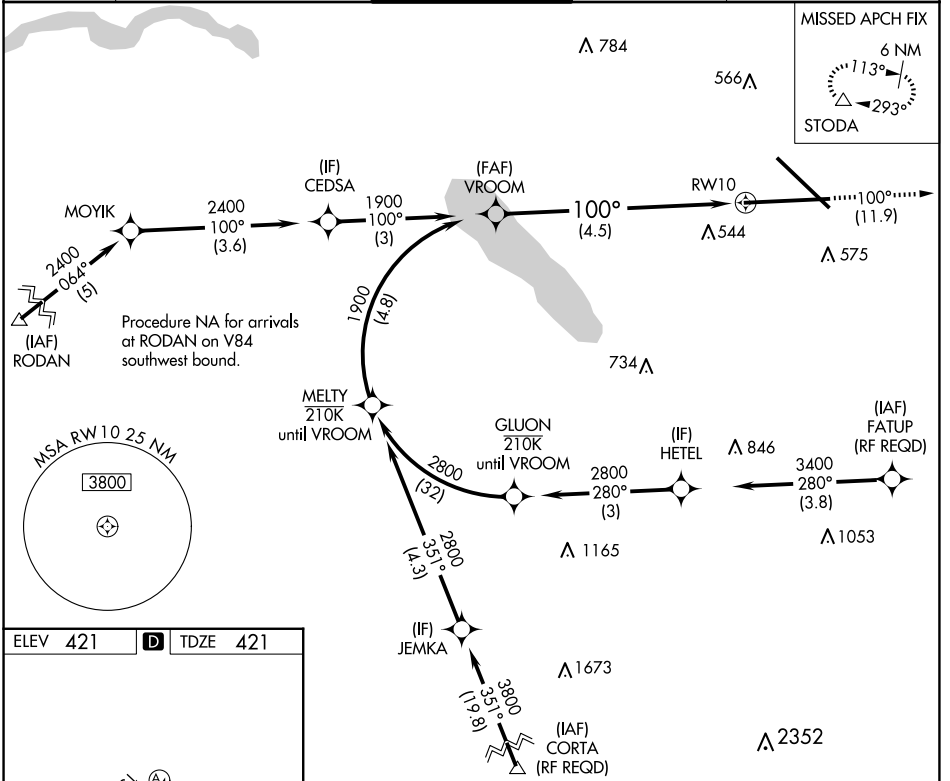 MISSED APCH FIX
6 NM
113°
293°
STODA
784
566
(IF)
CEDSA
(FAF)
VROOM
RW10
MOYIK
2400
100°
(3.6)
1900
100°
(3)
100°
(4.5)
100°
(11.9)
544
575
2400
064°
(5)
(IAF)
RODAN
Procedure NA for arrivals
at RODAN on V84
southwest bound.
1900
(4.8)
734
MELTY
210K
until VROOM
GLUON
210K
until VROOM
(IF)
HETEL
846
(IAF)
FATUP
(RF REQD)
MSA RW10 25 NM
3800
2800
(32)
2800
280°
(3)
3400
280°
(3.8)
1165
1053
2800
351°
(4.3)
(IF)
JEMKA
1673
3800
351°
(19.8)
(IAF)
CORTA
(RF REQD)
2352
ELEV 421 D TDZE 421